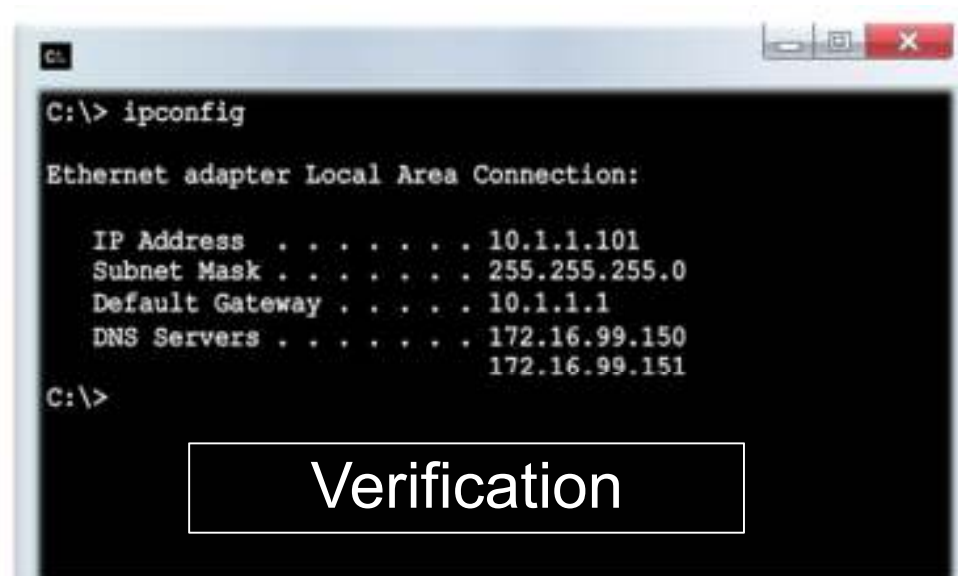 C:\> ipconfig
Ethernet adapter Local Area Connection:
IP Address . . . . . . . 10.1.1.101
Subnet Mask . . . . . . . 255.255.255.0
Default Gateway . . . . . 10.1.1.1
DNS Servers . . . . . . . 172.16.99.150
172.16.99.151
C:\>
Verification